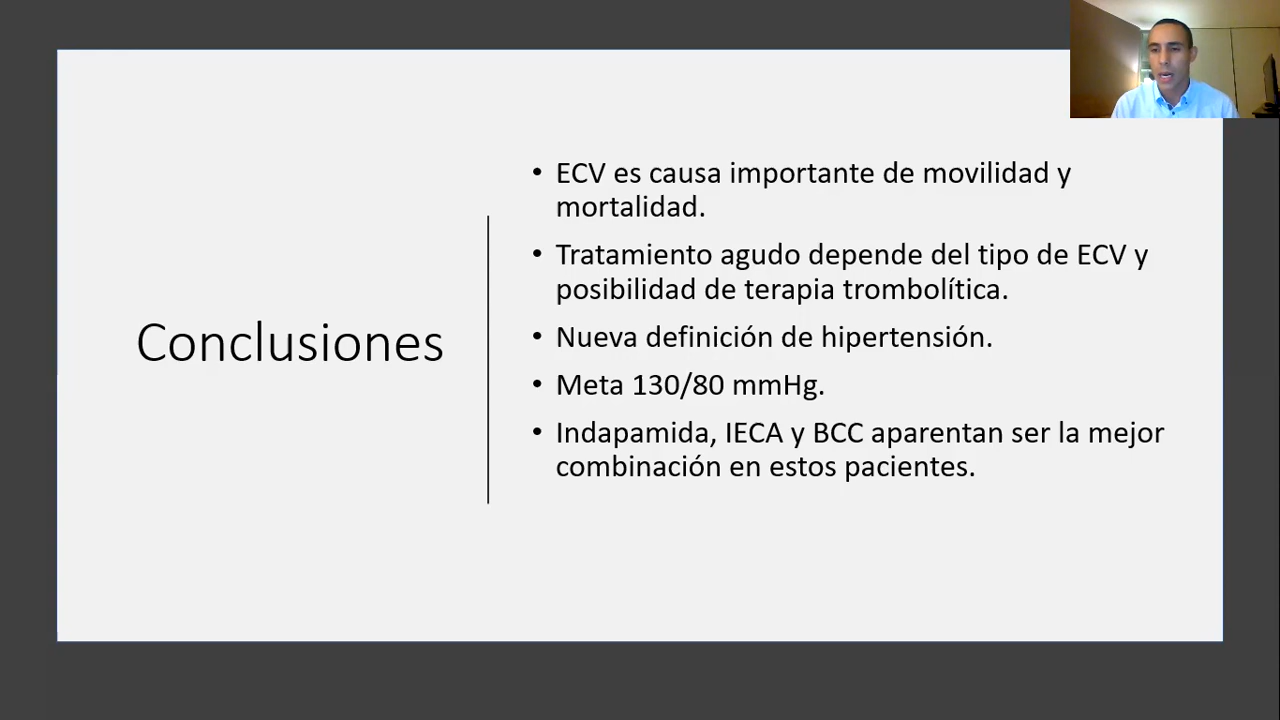 Conclusiones
• ECV es causa importante de movilidad y
mortalidad.
• Tratamiento agudo depende del tipo de ECV y
posibilidad de terapia trombolítica.
• Nueva definición de hipertensión.
• Meta 130/80 mmHg.
• Indapamida, IECA y BCC aparentan ser la mejor
combinación en estos pacientes.